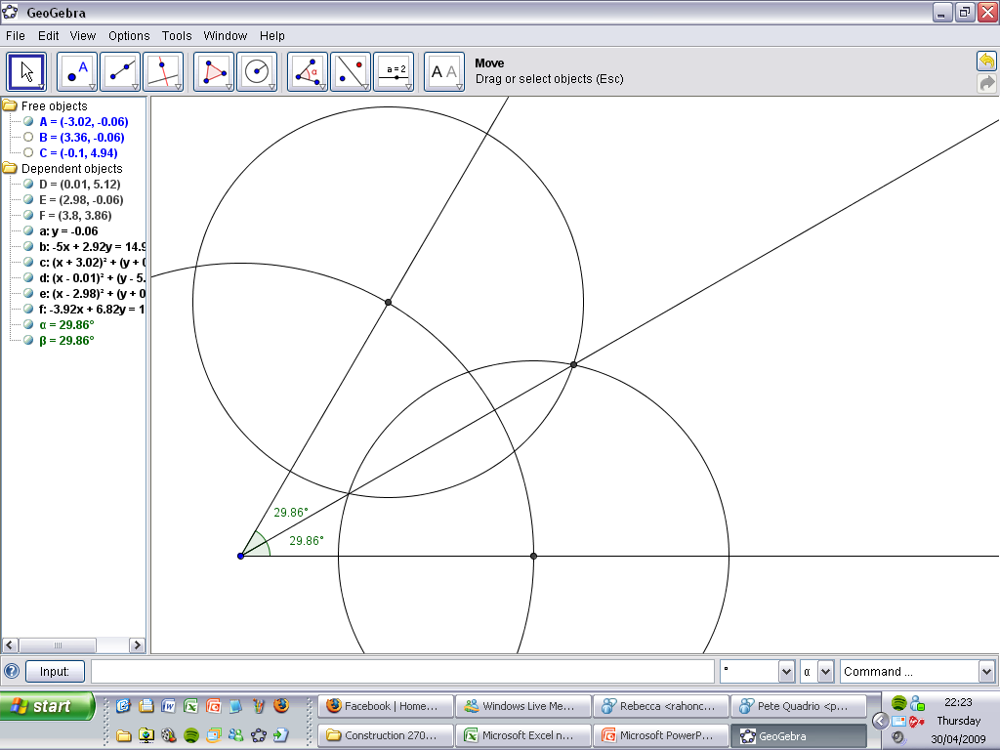 GeoGebra
File Edit View Options Tools Window Help
A
α
a = 2
A A
Move
Drag or select objects (Esc)
Free objects
A = (-3.02, -0.06)
B = (3.36, -0.06)
C = (-0.1, 4.94)
Dependent objects
D = (0.01, 5.12)
E = (2.98, -0.06)
F = (3.8, 3.86)
a: y = -0.06
b: -5x + 2.92y = 14.9
c: (x + 3.02)² + (y + 0
d: (x - 0.01)² + (y - 5.
e: (x - 2.98)² + (y + 0
f: -3.92x + 6.82y = 1
α = 29.86°
β = 29.86°
29.86°
29.86°
Input:
° α Command ...
start
Facebook | Home... Windows Live Me... Rebecca <rahonc... Pete Quadrio <p...
Construction 270... Microsoft Excel n... Microsoft PowerP... GeoGebra
22:23
Thursday
30/04/2009